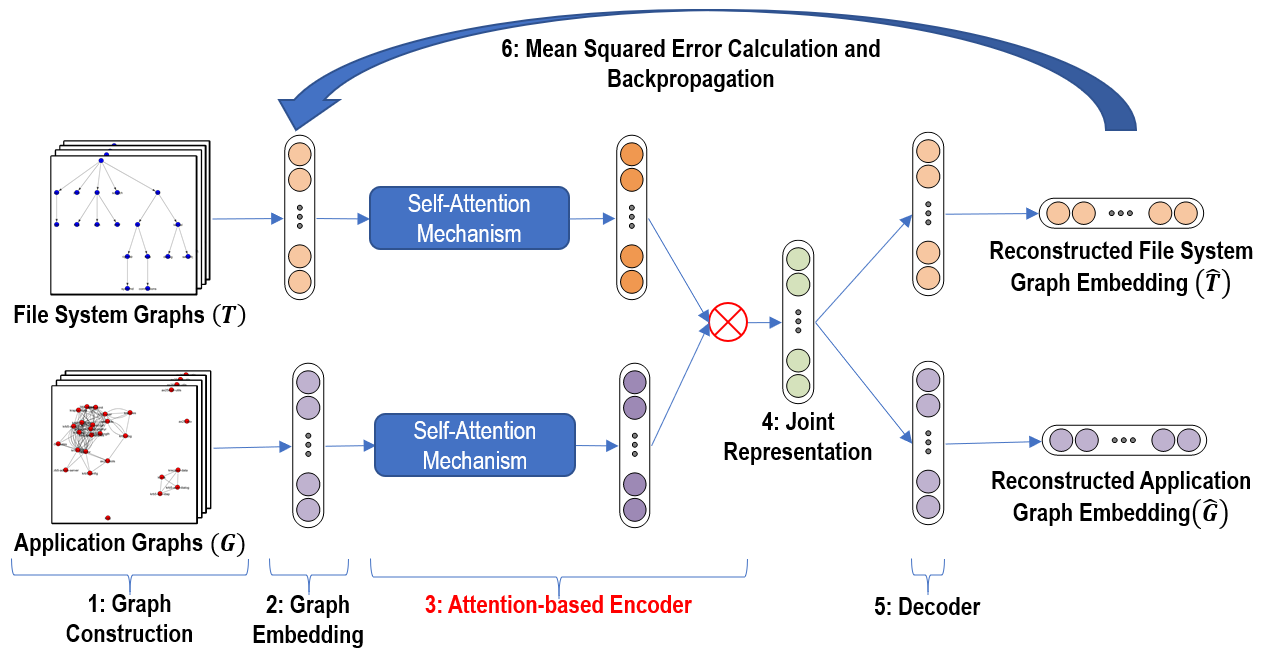 6: Mean Squared Error Calculation and
Backpropagation
Self-Attention
Mechanism
File System Graphs (T)
Reconstructed File System
Graph Embedding (T̂)
Self-Attention
Mechanism
4: Joint
Representation
Application Graphs (G)
Reconstructed Application
Graph Embedding(Ĝ)
1: Graph
Construction
2: Graph
Embedding
3: Attention-based Encoder
5: Decoder